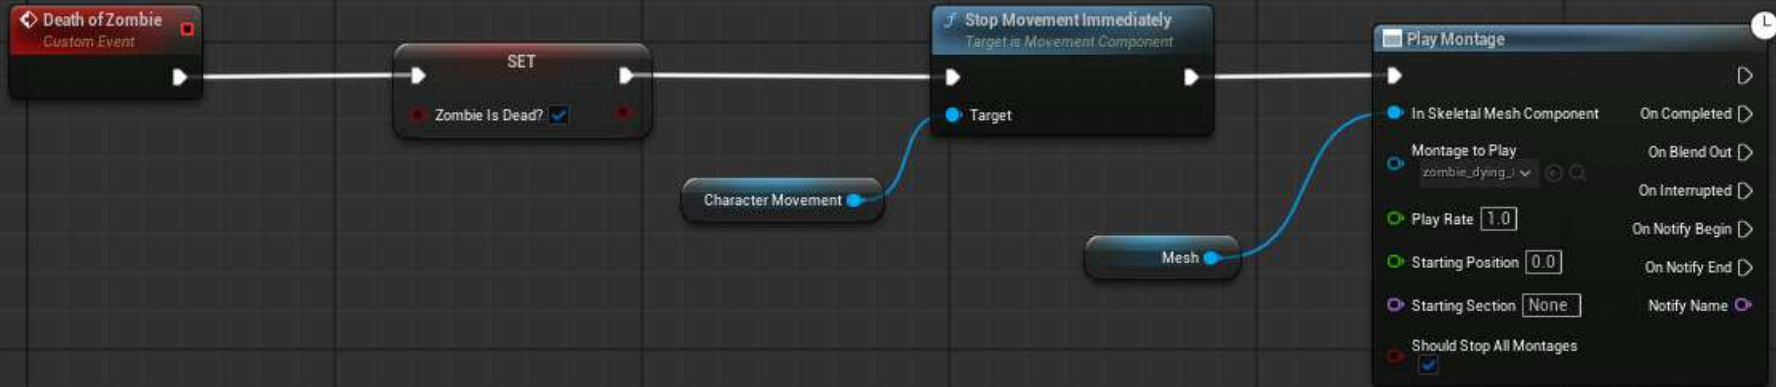 Death of Zombie
Custom Event
SET
Zombie Is Dead?
Character Movement
Stop Movement Immediately
Target is Movement Component
Target
Mesh
Play Montage
In Skeletal Mesh Component
On Completed
Montage to Play
zombie_dying_
On Blend Out
On Interrupted
Play Rate 1.0
On Notify Begin
Starting Position 0.0
On Notify End
Starting Section None
Notify Name
Should Stop All Montages